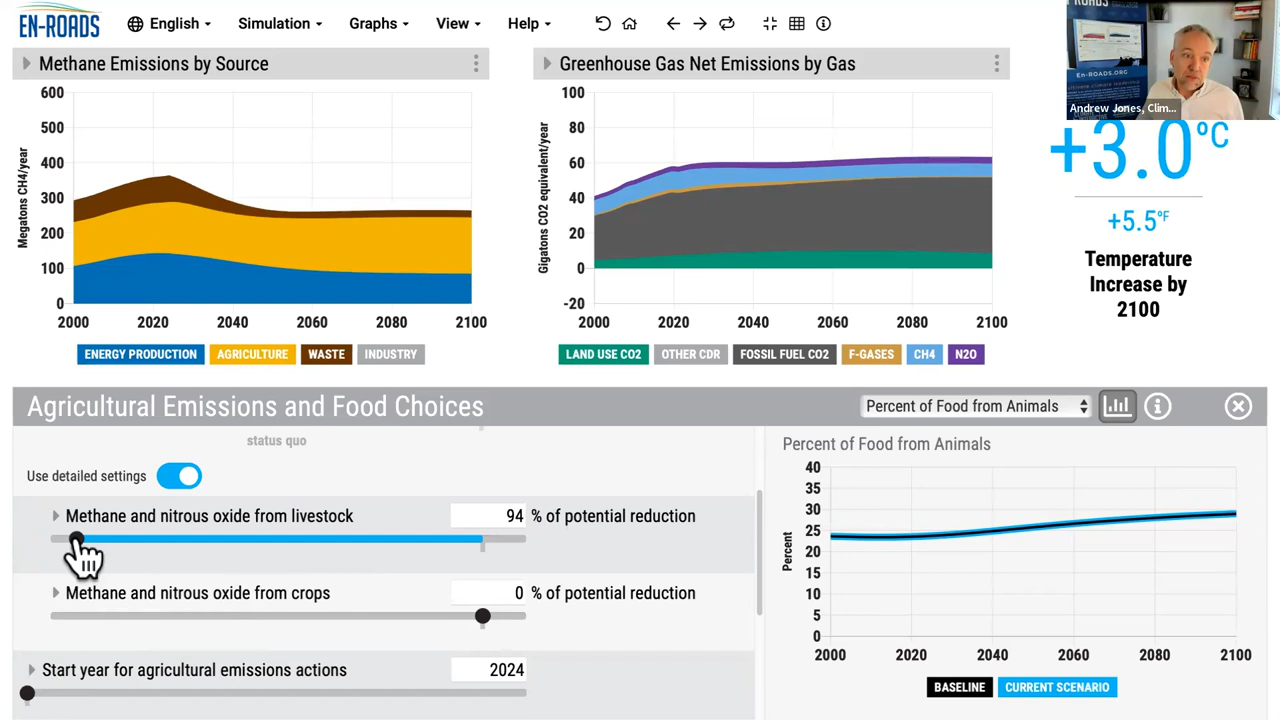 EN-ROADS
English
Simulation
Graphs
View
Help
Methane Emissions by Source
Greenhouse Gas Net Emissions by Gas
En-ROADS.ORG
Andrew Jones, Clim...
+3.0°C
+5.5°F
Temperature
Increase by
2100
Megatons CH4/year
600
500
400
300
200
100
0
2000 2020 2040 2060 2080 2100
ENERGY PRODUCTION AGRICULTURE WASTE INDUSTRY
Gigatons CO2 equivalent/year
100
80
60
40
20
0
-20
2000 2020 2040 2060 2080 2100
LAND USE CO2 OTHER CDR FOSSIL FUEL CO2 F-GASES CH4 N2O
Agricultural Emissions and Food Choices
Percent of Food from Animals
status quo
Use detailed settings
Methane and nitrous oxide from livestock 94 % of potential reduction
Methane and nitrous oxide from crops 0 % of potential reduction
Start year for agricultural emissions actions 2024
Percent of Food from Animals
Percent
40
35
30
25
20
15
10
5
0
2000 2020 2040 2060 2080 2100
BASELINE CURRENT SCENARIO